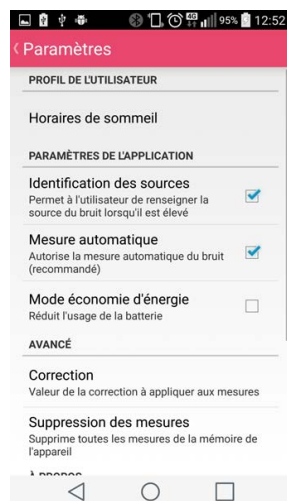 95% 12:52
Paramètres
PROFIL DE L'UTILISATEUR
Horaires de sommeil
PARAMÈTRES DE L'APPLICATION
Identification des sources
Permet à l'utilisateur de renseigner la
source du bruit lorsqu'il est élevé
Mesure automatique
Autorise la mesure automatique du bruit
(recommandé)
Mode économie d'énergie
Réduit l'usage de la batterie
AVANCÉ
Correction
Valeur de la correction à appliquer aux mesures
Suppression des mesures
Supprime toutes les mesures de la mémoire de
l'appareil
À PROPOS